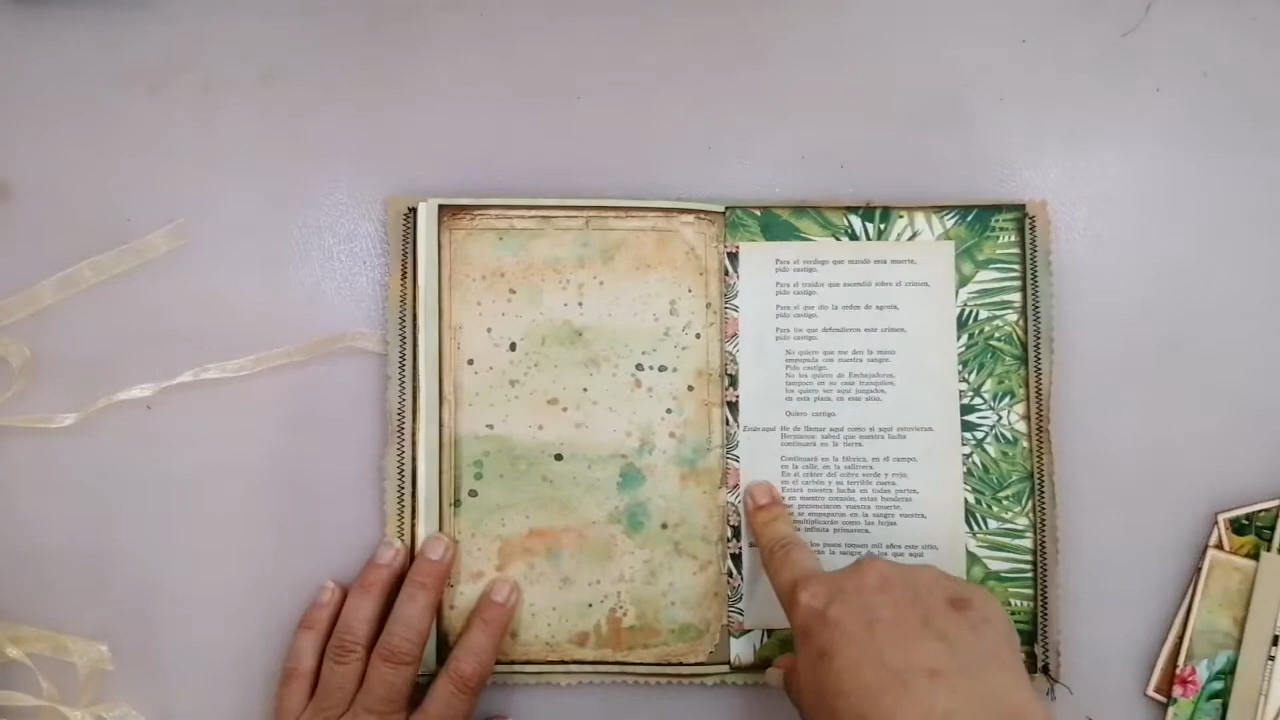 Para el verdugo que mandó esta muerte,
pido castigo.
Para el traidor que ascendió sobre el crimen,
pido castigo.
Para el que dio la orden de agonía,
pido castigo.
Para los que defendieron este crimen,
pido castigo.
No quiero que me den la mano
empapada con nuestra sangre.
Pido castigo.
No los quiero de Embajadores,
tampoco en su casa tranquilos,
los quiero ver aquí juzgados,
en esta plaza, en este sitio.
Quiero castigo.
Están aquí He de llamar aquí como si aquí estuvieran.
Hermanos: sabed que nuestra lucha
continuará en la tierra.
Continuará en la fábrica, en el campo,
en la calle, en la salitrera.
En el cráter del cobre verde y rojo,
en el carbón y su terrible cueva.
Estará nuestra lucha en todas partes,
y en nuestro corazón, estas banderas
que presenciaron vuestra muerte,
que se empaparon en la sangre vuestra,
multiplicarán como las hojas
la infinita primavera.
los pasos toquen mil años este sitio,
la sangre de los que aquí